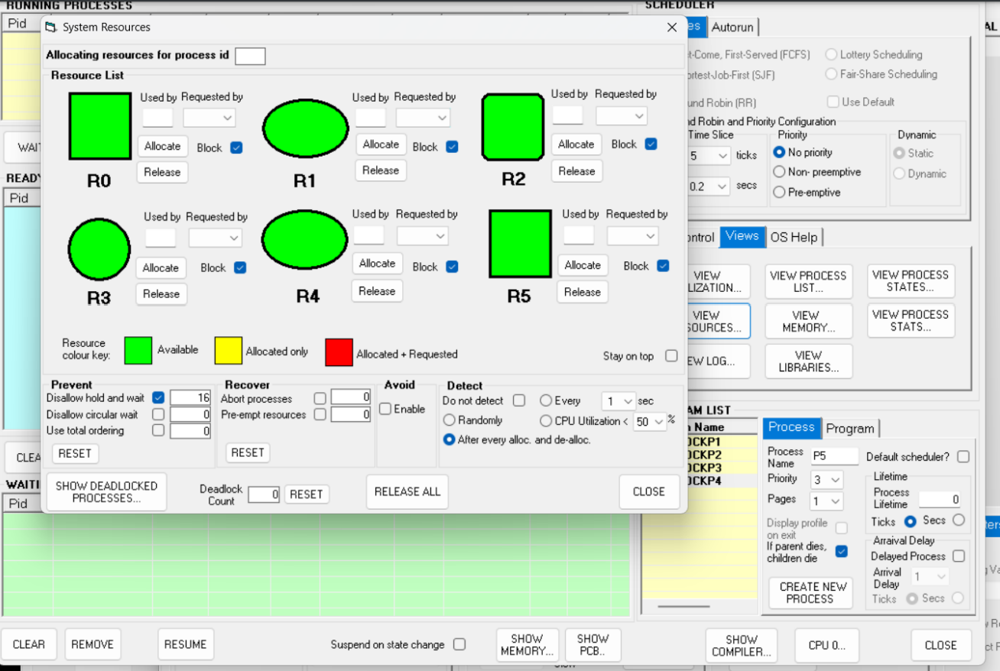 RUNNING PROCESSES
Pid
System Resources
Allocating resources for process id
Resource List
Used by Requested by
Allocate Block
Release
R0
Used by Requested by
Allocate Block
Release
R1
Used by Requested by
Allocate Block
Release
R2
Used by Requested by
Allocate Block
Release
R3
Used by Requested by
Allocate Block
Release
R4
Used by Requested by
Allocate Block
Release
R5
Resource
colour key:
Available
Allocated only
Allocated + Requested
Stay on top
Prevent
Disallow hold and wait 16
Disallow circular wait 0
Use total ordering 0
RESET
Recover
Abort processes 0
Pre-empt resources 0
RESET
Avoid
Enable
Detect
Do not detect Every 1 sec
Randomly CPU Utilization < 50 %
After every alloc. and de-alloc.
SHOW DEADLOCKED
PROCESSES...
Deadlock
Count
0 RESET
RELEASE ALL
CLOSE
WAIT
READY
Pid
CLEA
WAITI
Pid
SCHEDULER
es Autorun
t-Come, First-Served (FCFS) Lottery Scheduling
ortest-Job-First (SJF) Fair-Share Scheduling
und Robin (RR) Use Default
nd Robin and Priority Configuration
Time Slice
5 ticks
0.2 secs
Priority
No priority
Non- preemptive
Pre-emptive
Dynamic
Static
Dynamic
ontrol Views OS Help
VIEW
LIZATION...
VIEW PROCESS
LIST...
VIEW PROCESS
STATES...
VIEW
SOURCES...
VIEW
MEMORY...
VIEW PROCESS
STATS...
EW LOG...
VIEW
LIBRARIES...
AM LIST
n Name
OCKP1
OCKP2
OCKP3
OCKP4
Process Program
Process
Name
P5
Default scheduler?
Priority 3
Pages 1
Display profile
on exit
If parent dies,
children die
CREATE NEW
PROCESS
Lifetime
Process
Lifetime
0
Ticks Secs
Arraival Delay
Delayed Process
Arrival
Delay
1
Ticks Secs
CLEAR
REMOVE
RESUME
Suspend on state change
SHOW
MEMORY...
SHOW
PCB..
SHOW
COMPILER...
CPU 0...
CLOSE